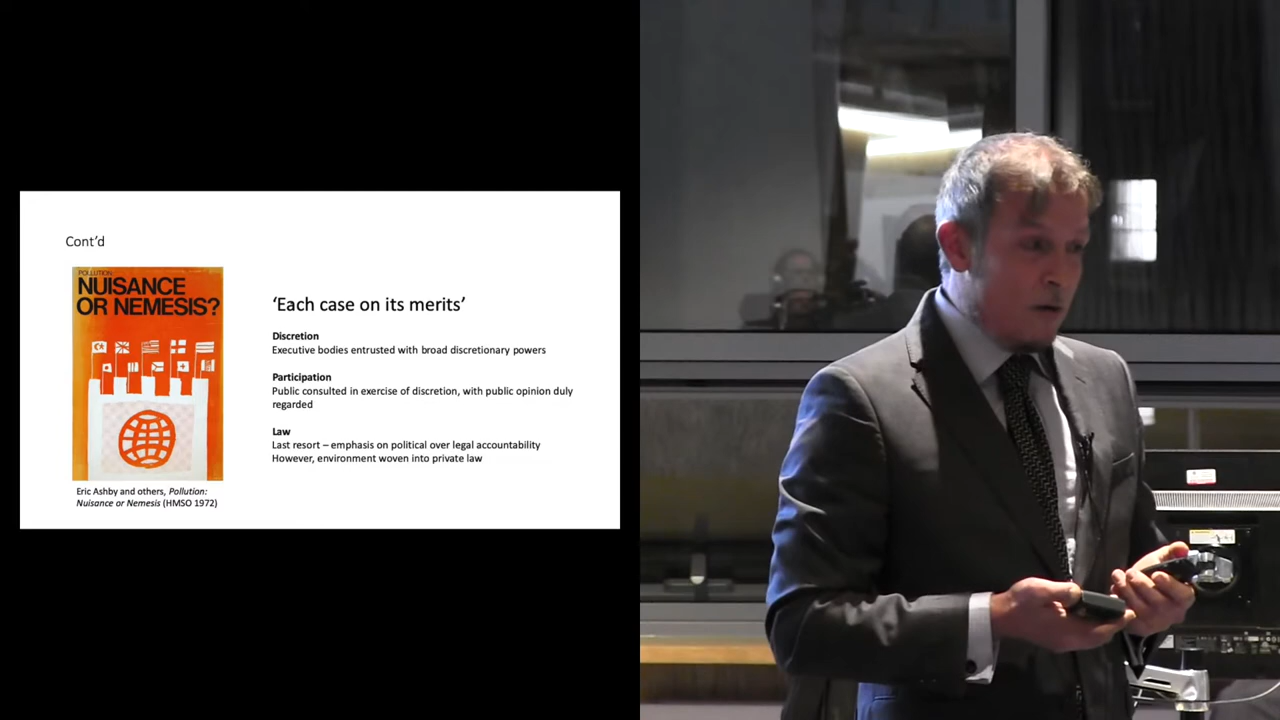 Cont’d
POLLUTION:
NUISANCE
OR NEMESIS?
‘Each case on its merits’
Discretion
Executive bodies entrusted with broad discretionary powers
Participation
Public consulted in exercise of discretion, with public opinion duly
regarded
Law
Last resort – emphasis on political over legal accountability
However, environment woven into private law
Eric Ashby and others, Pollution:
Nuisance or Nemesis (HMSO 1972)